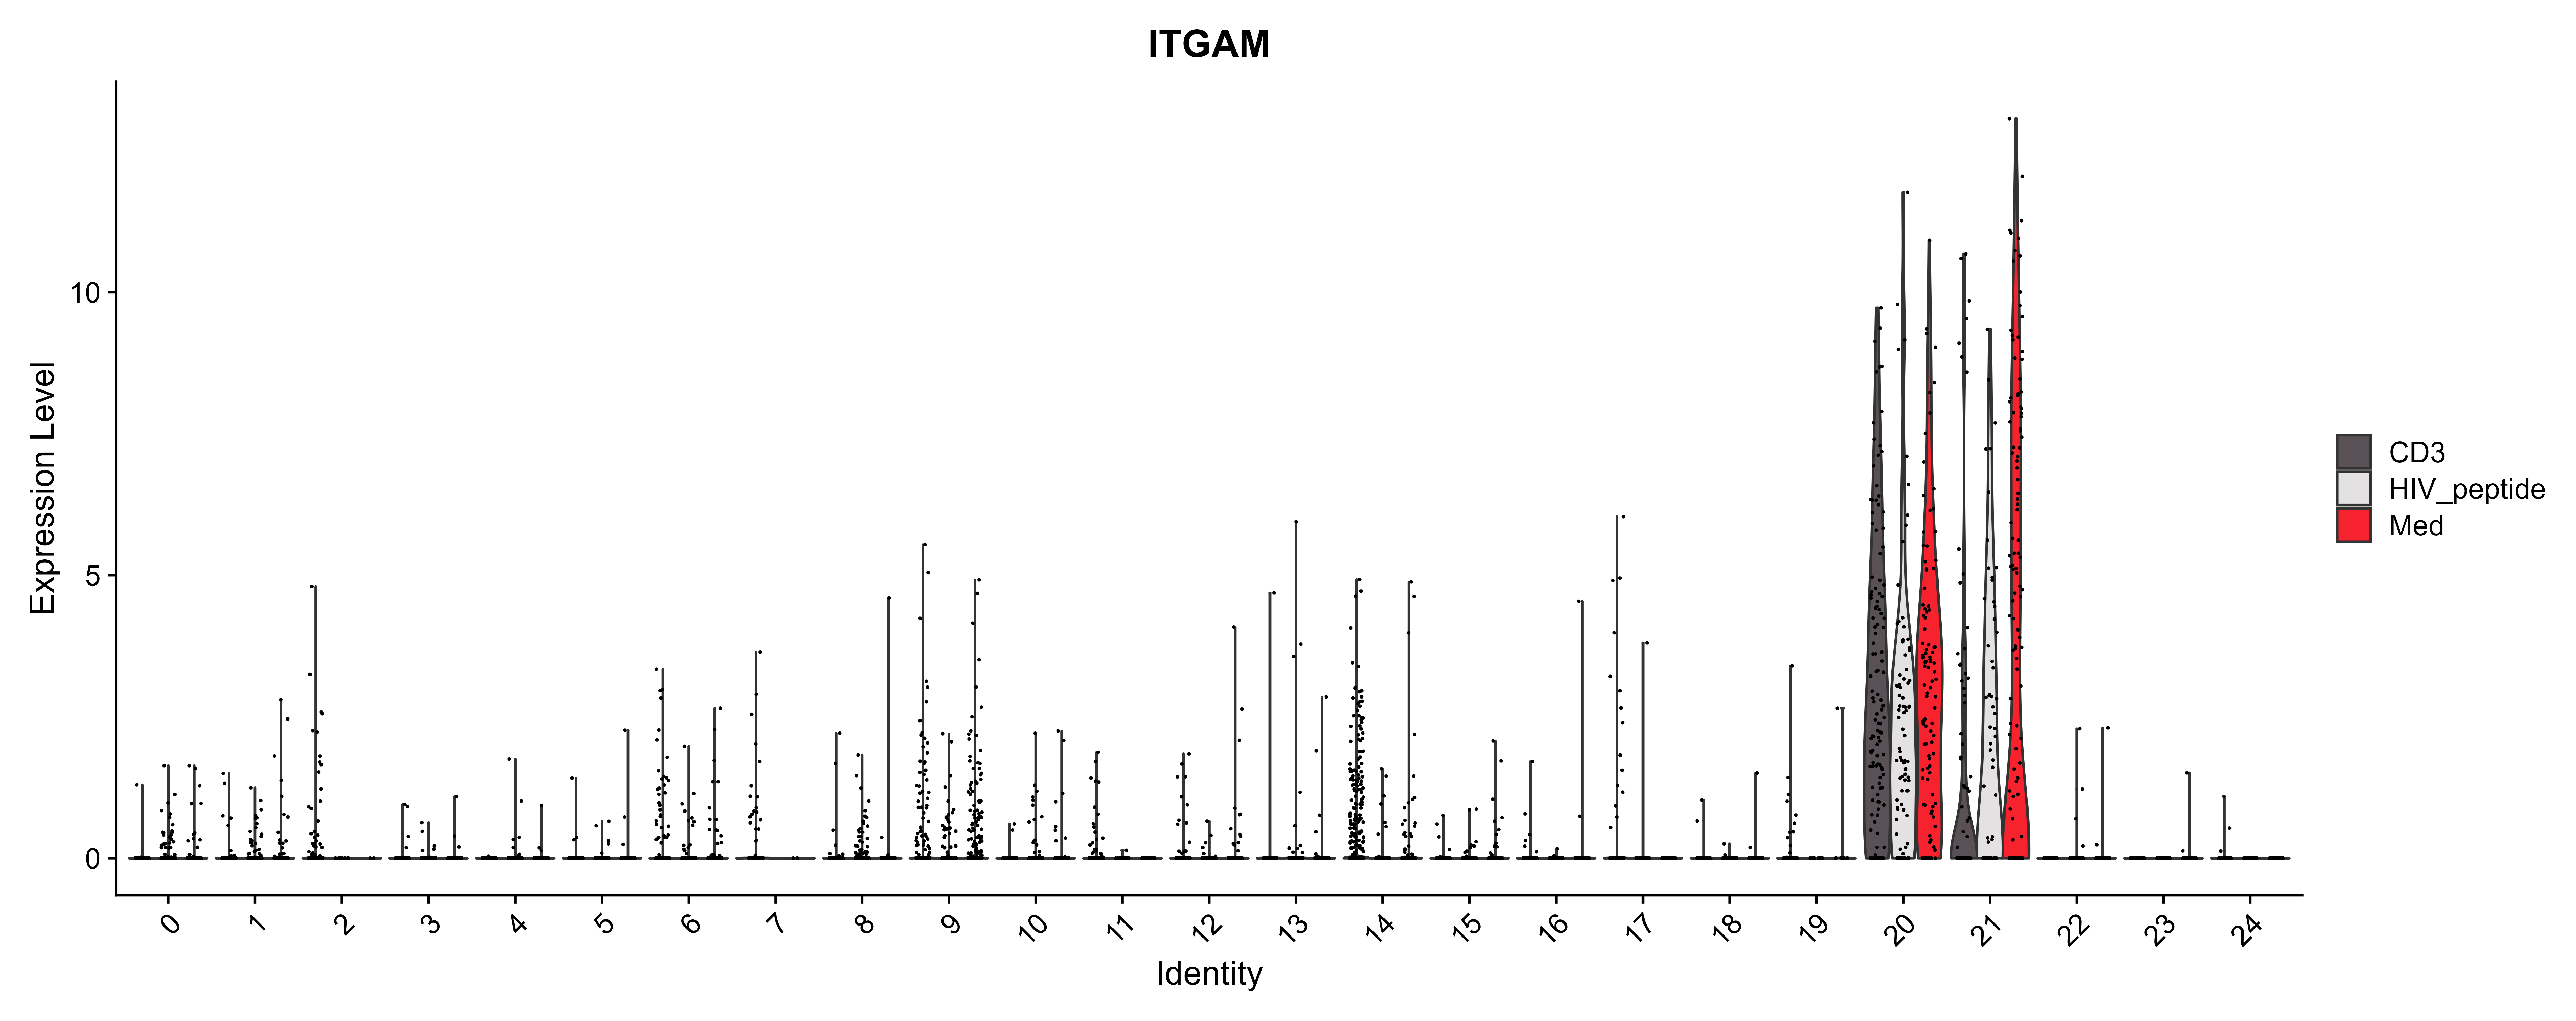 ITGAM
Expression Level
10
5
0
0 1 2 3 4 5 6 7 8 9 10 11 12 13 14 15 16 17 18 19 20 21 22 23 24
Identity
CD3
HIV_peptide
Med